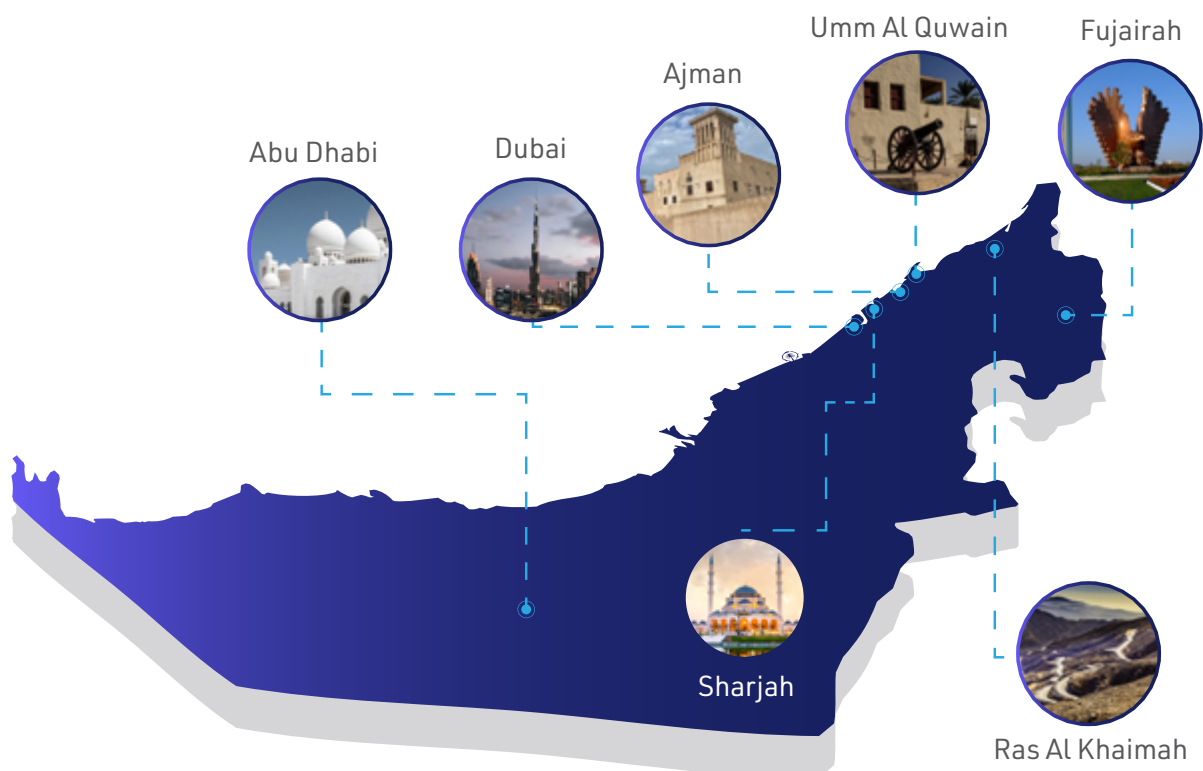 Umm Al Quwain
Fujairah
Ajman
Dubai
Abu Dhabi
Sharjah
Ras Al Khaimah